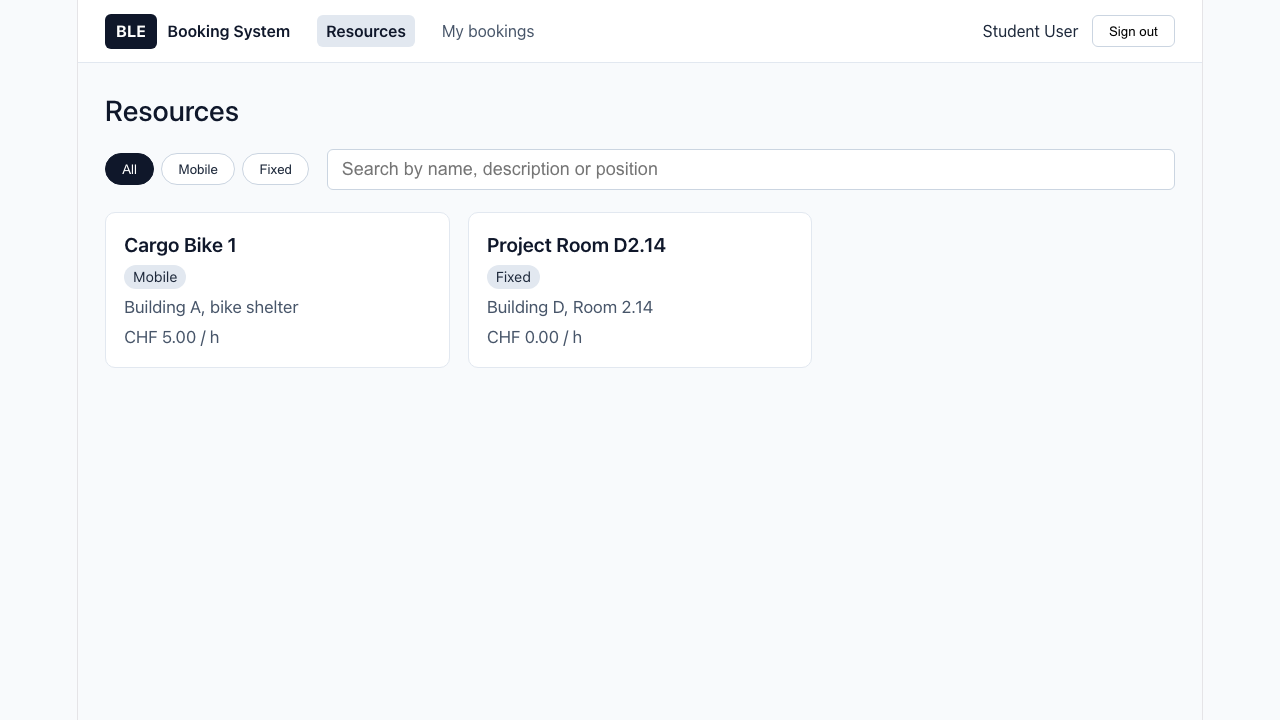 BLE Booking System Resources My bookings Student User Sign out
Resources
All Mobile Fixed Search by name, description or position
Cargo Bike 1
Mobile
Building A, bike shelter
CHF 5.00 / h
Project Room D2.14
Fixed
Building D, Room 2.14
CHF 0.00 / h